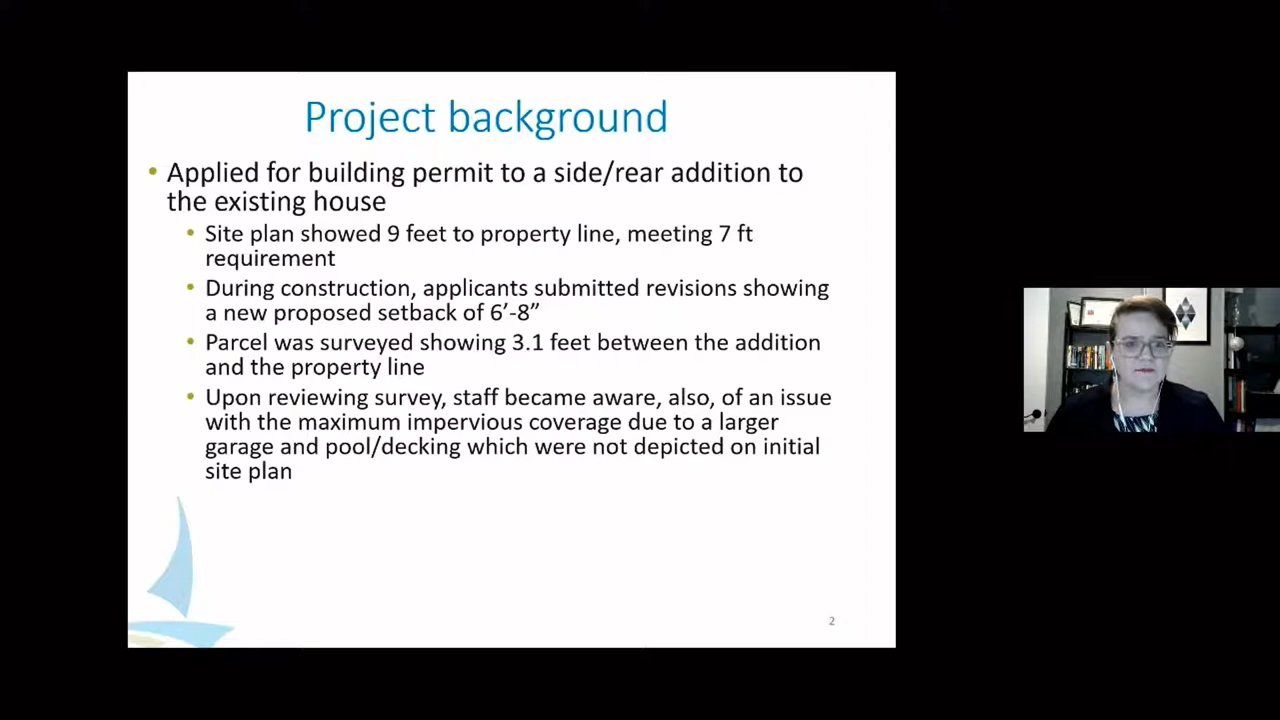 Project background
• Applied for building permit to a side/rear addition to
the existing house
• Site plan showed 9 feet to property line, meeting 7 ft
requirement
• During construction, applicants submitted revisions showing
a new proposed setback of 6’-8”
• Parcel was surveyed showing 3.1 feet between the addition
and the property line
• Upon reviewing survey, staff became aware, also, of an issue
with the maximum impervious coverage due to a larger
garage and pool/decking which were not depicted on initial
site plan
2